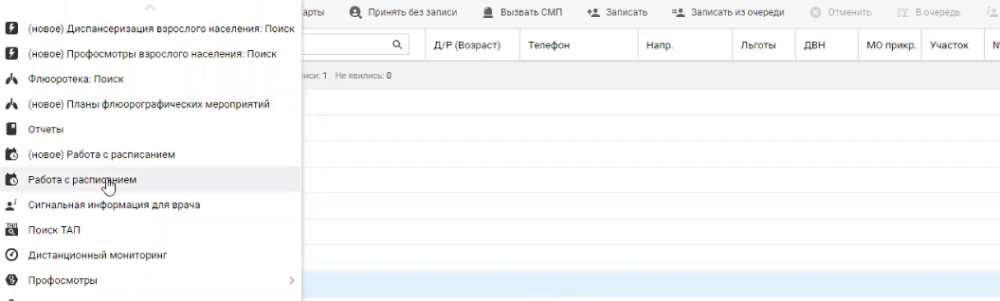 (новое) Диспансеризация взрослого населения: Поиск
(новое) Профосмотры взрослого населения: Поиск
Флюоротека: Поиск
(новое) Планы флюорографических мероприятий
Отчеты
(новое) Работа с расписанием
Работа с расписанием
Сигнальная информация для врача
Поиск ТАП
Дистанционный мониторинг
Профосмотры
Принять без записи
Вызвать СМП
Записать
Записать из очереди
Отменить
В очередь
Д/Р (Возраст)
Телефон
Напр.
Льготы
ДВН
МО прикр.
Участок
№
1 Не явились: 0